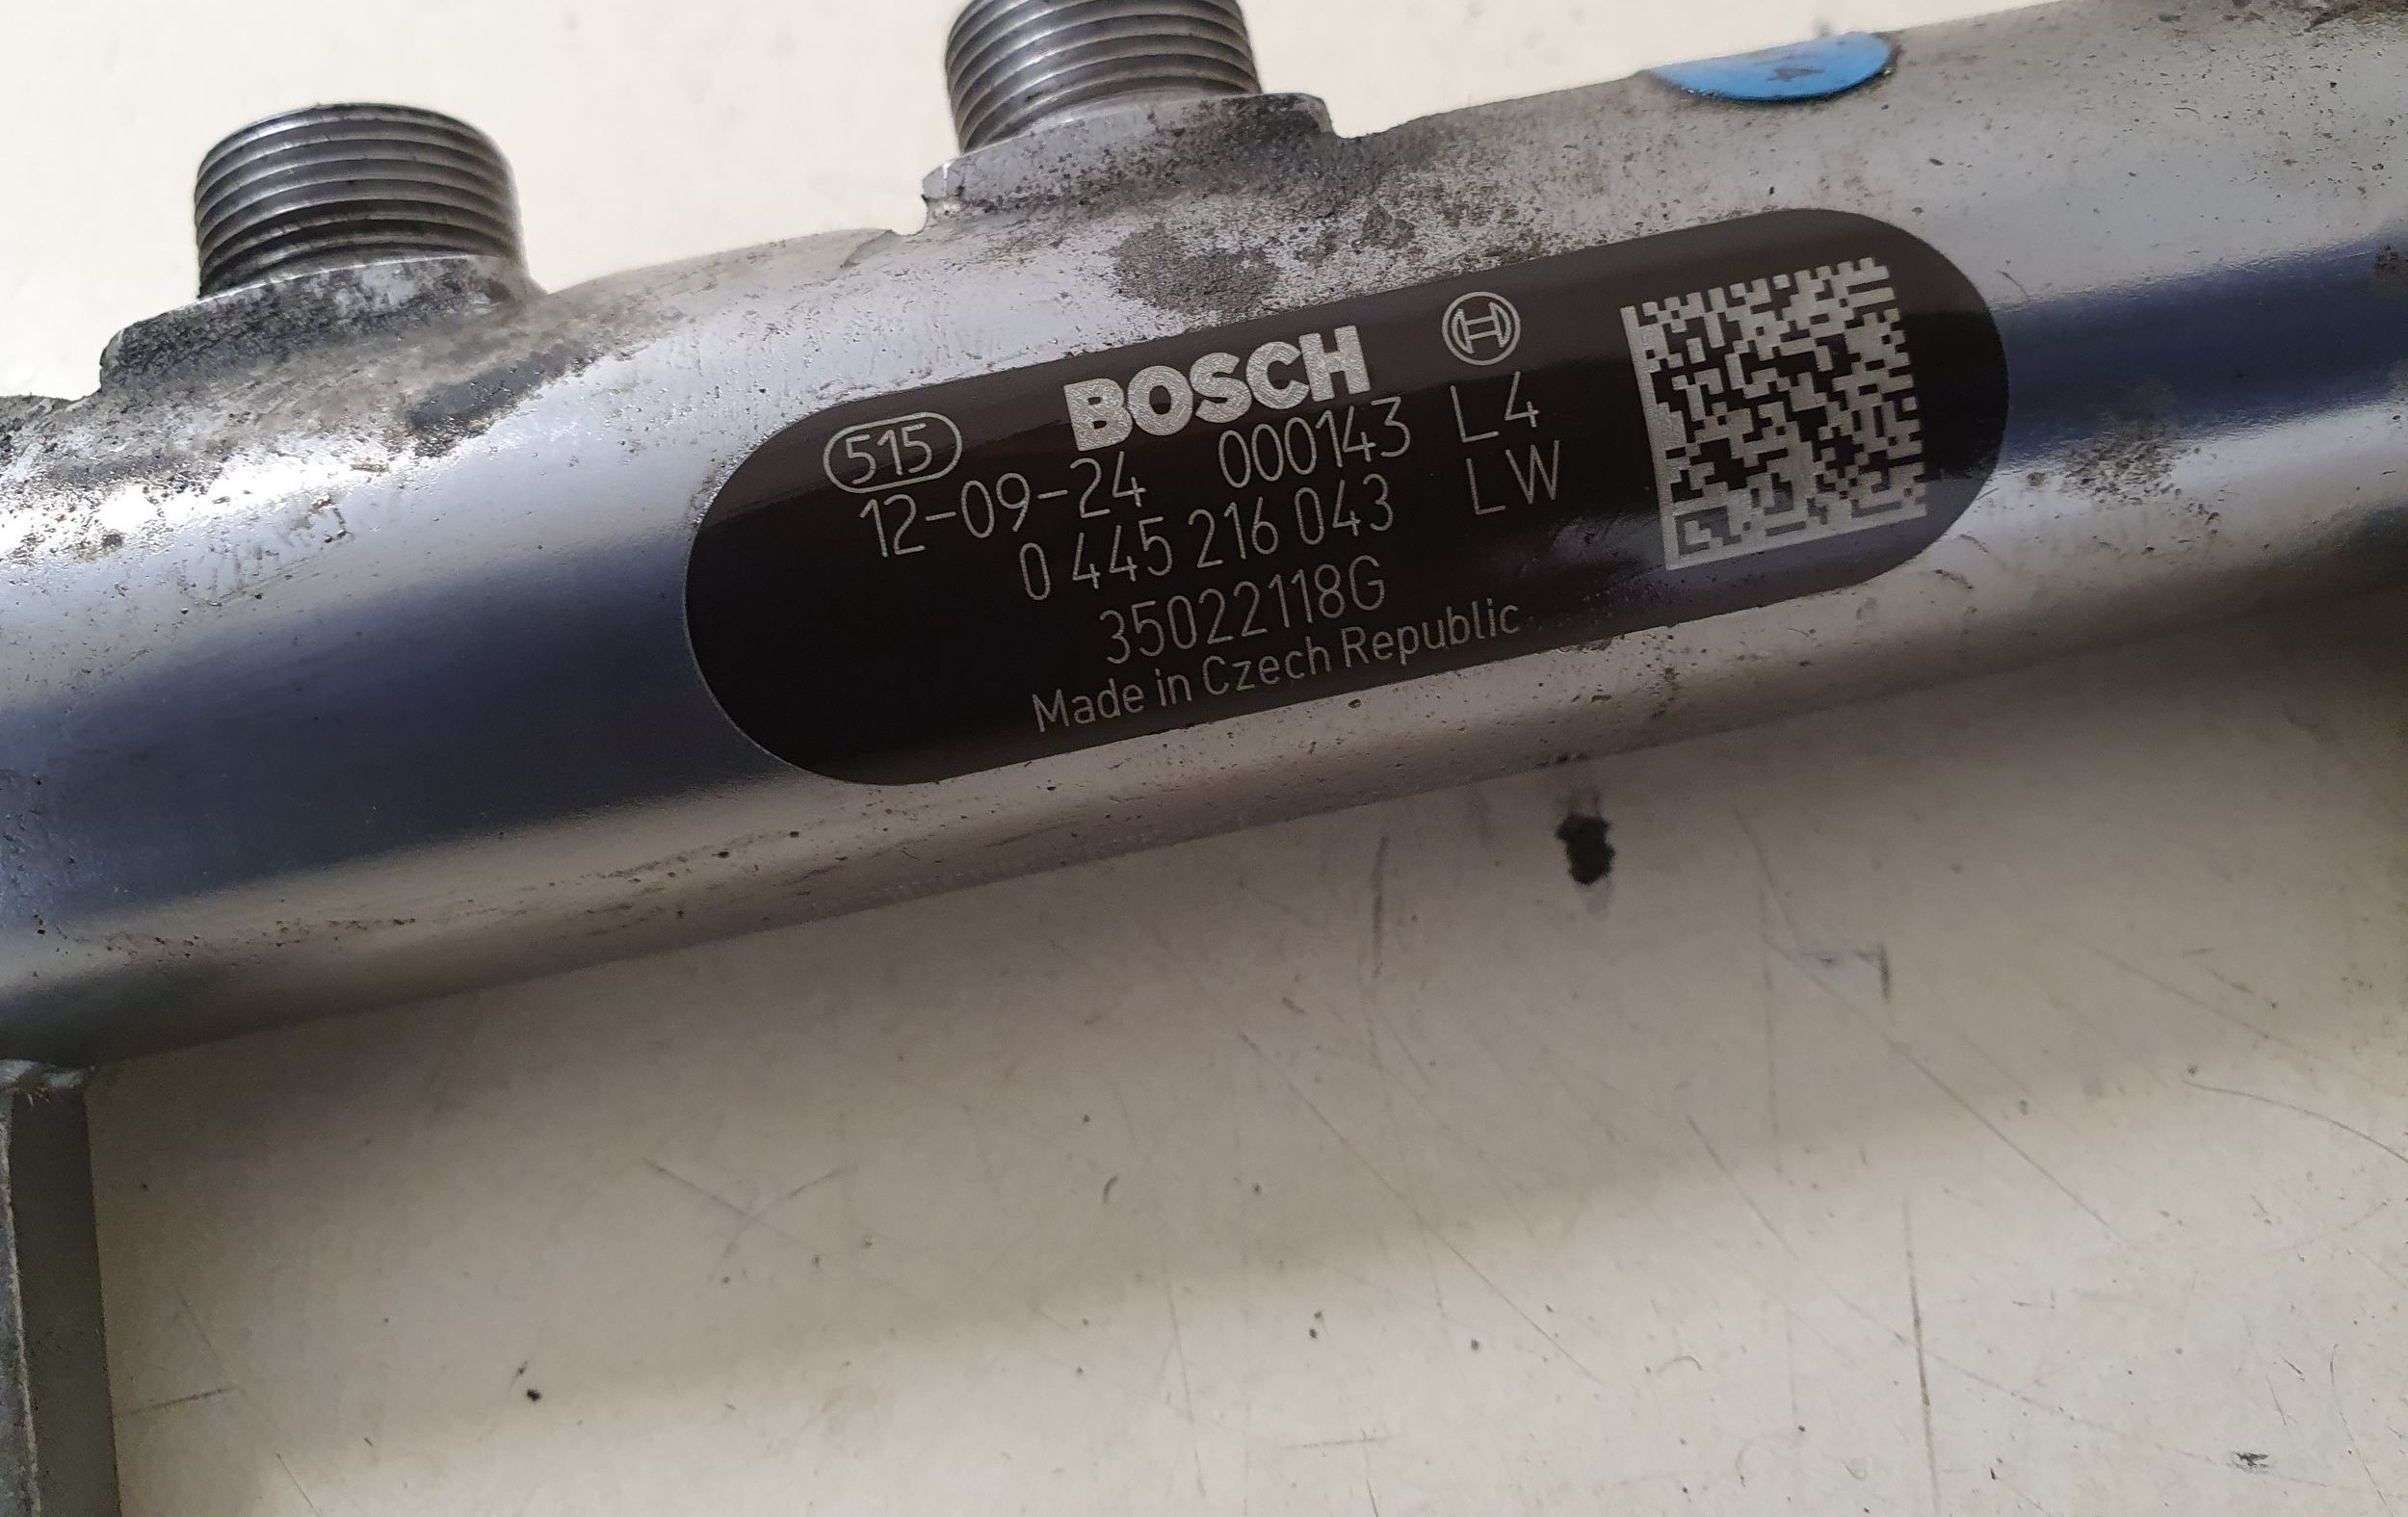 BOSCH
515
12-09-24 000143 L4
0 445 216 043 LW
35022118G
Made in Czech Republic